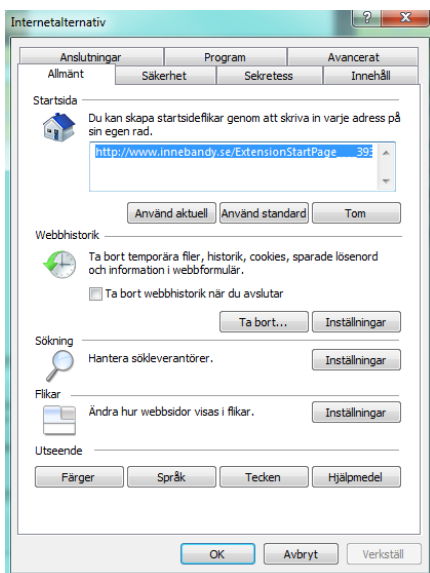 Internetalternativ
?
X
Anslutningar Program Avancerat
Allmänt Säkerhet Sekretess Innehåll
Startsida
Du kan skapa startsideflikar genom att skriva in varje adress på
sin egen rad.
http://www.innebandy.se/ExtensionStartPage____393
Använd aktuell Använd standard Tom
Webbhistorik
Ta bort temporära filer, historik, cookies, sparade lösenord
och information i webbformulär.
Ta bort webbhistorik när du avslutar
Ta bort... Inställningar
Sökning
Hantera sökleverantörer. Inställningar
Flikar
Ändra hur webbsidor visas i flikar. Inställningar
Utseende
Färger Språk Tecken Hjälpmedel
OK Avbryt Verkställ